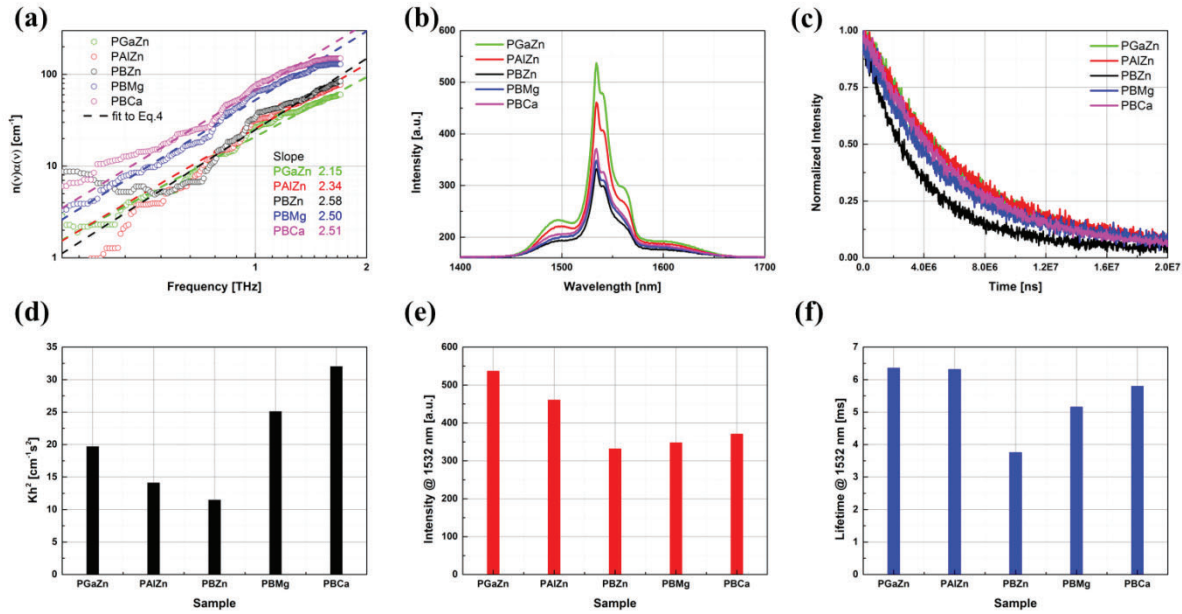 (a)
n(ν)α(ν) [cm⁻¹]
100
10
1
PGaZn
PAlZn
PBZn
PBMg
PBCa
fit to Eq.4
Slope
PGaZn 2.15
PAlZn 2.34
PBZn 2.58
PBMg 2.50
PBCa 2.51
1 2
Frequency [THz]
(b)
Intensity [a.u.]
600
500
400
300
200
PGaZn
PAlZn
PBZn
PBMg
PBCa
1400 1500 1600 1700
Wavelength [nm]
(c)
Normalized Intensity
1.00
0.75
0.50
0.25
0.00
PGaZn
PAlZn
PBZn
PBMg
PBCa
0.0 4.0E6 8.0E6 1.2E7 1.6E7 2.0E7
Time [ns]
(d)
Kh² [cm⁻¹s²]
35
30
25
20
15
10
5
0
PGaZn PAlZn PBZn PBMg PBCa
Sample
(e)
Intensity @ 1532 nm [a.u.]
600
500
400
300
200
100
0
PGaZn PAlZn PBZn PBMg PBCa
Sample
(f)
Lifetime @ 1532 nm [ms]
7
6
5
4
3
2
1
0
PGaZn PAlZn PBZn PBMg PBCa
Sample